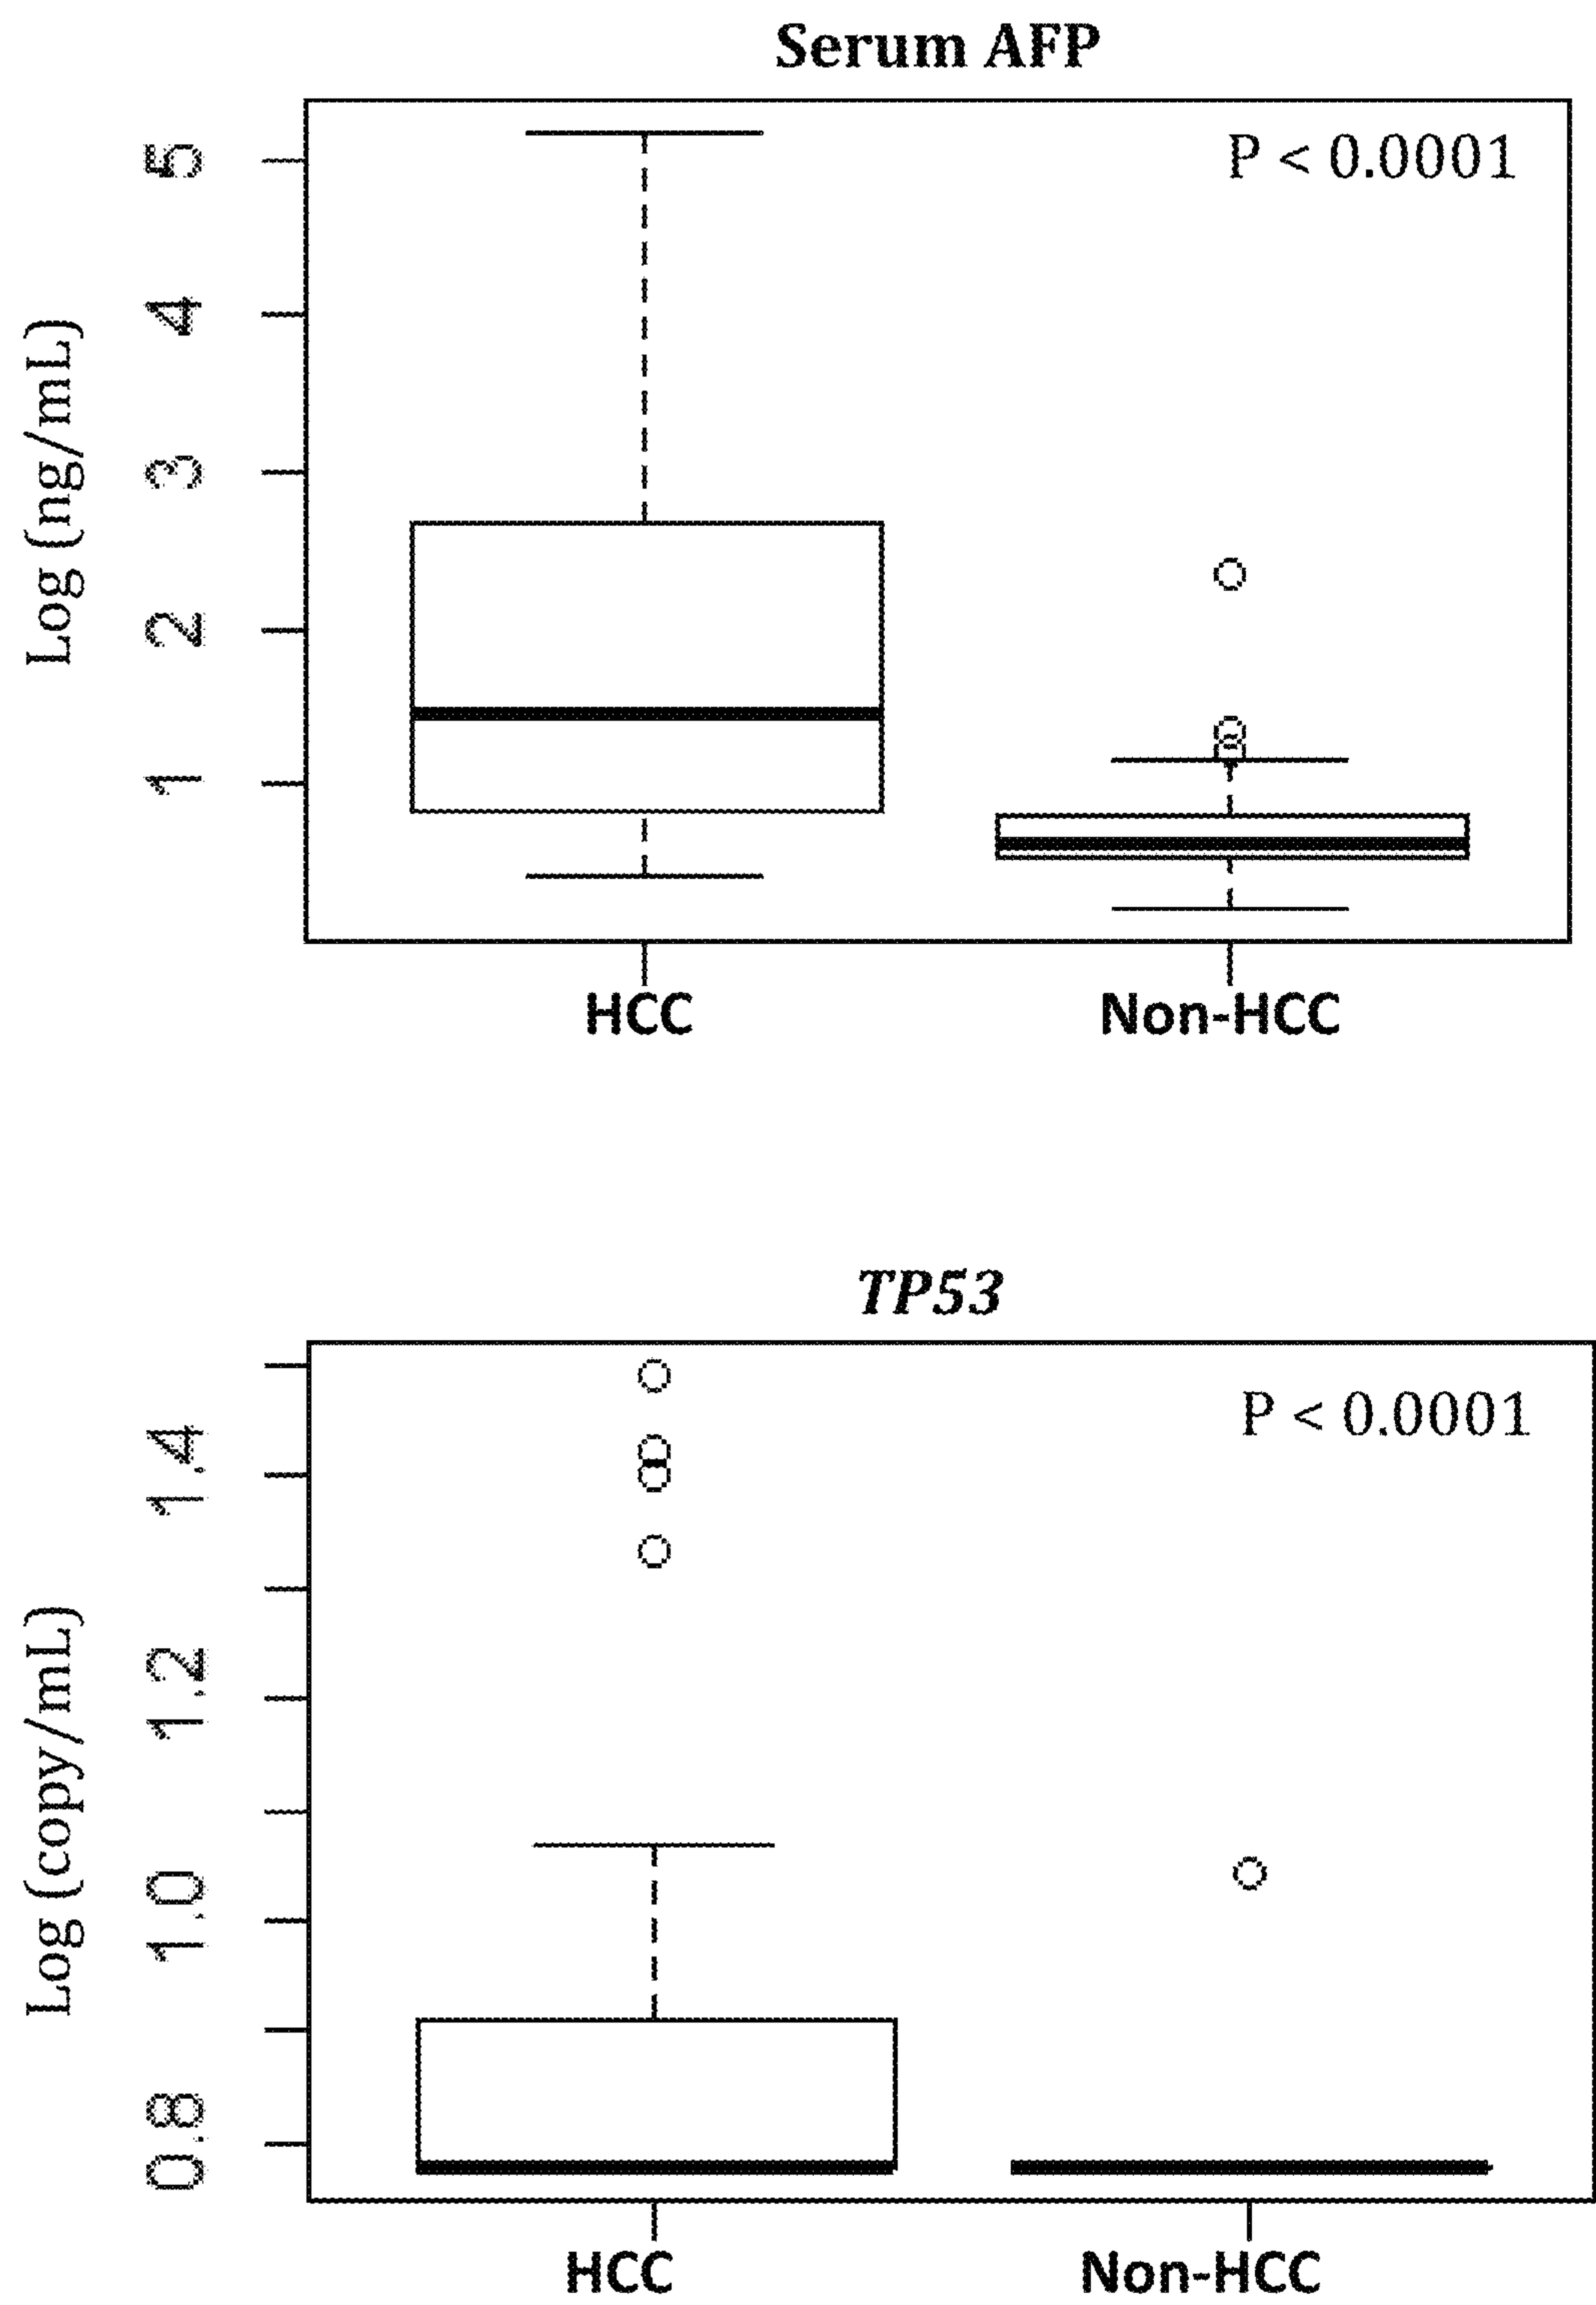 Serum AFP
P < 0.0001
Log (ng/mL)
5
4
3
2
1
HCC Non-HCC
TP53
P < 0.0001
Log (copy/mL)
1.4
1.2
1.0
0.8
HCC Non-HCC